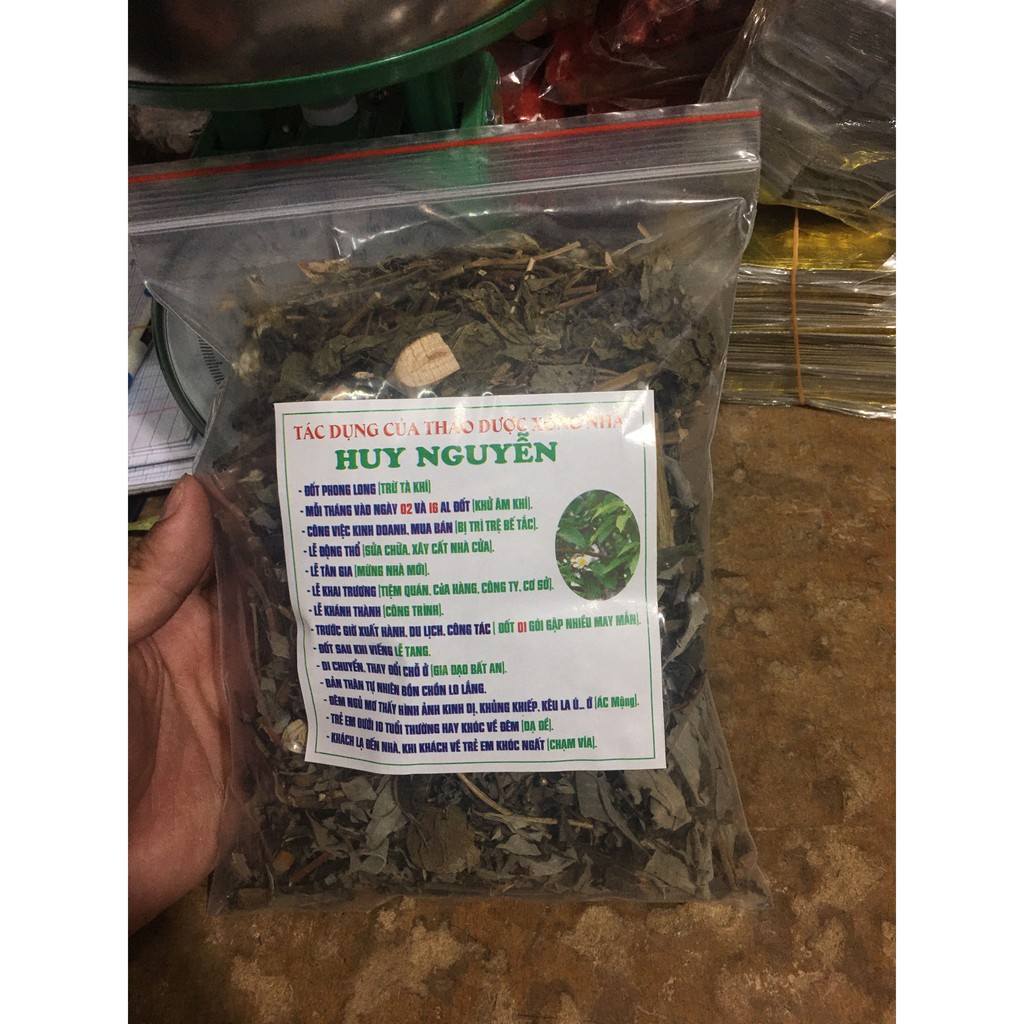 TÁC DỤNG CỦA THẢO DƯỢC XÔNG NHÀ
HUY NGUYỄN
- ĐỐT PHONG LONG [TRỪ TÀ KHÍ]
- MỖI THÁNG VÀO NGÀY 02 VÀ 16 AL ĐỐT [KHỬ ÂM KHÍ].
- CÔNG VIỆC KINH DOANH. MUA BÁN [BỊ TRÌ TRỆ BẾ TẮC].
- LỄ ĐỘNG THỔ [SỬA CHỮA. XÂY CẤT NHÀ CỬA].
- LỄ TÂN GIA [MỪNG NHÀ MỚI].
- LỄ KHAI TRƯƠNG [TIỆM QUÁN. CỬA HÀNG. CÔNG TY. CƠ SỞ].
- LỄ KHÁNH THÀNH [CÔNG TRÌNH].
- TRƯỚC GIỜ XUẤT HÀNH. DU LỊCH. CÔNG TÁC [ ĐỐT 01 GÓI GẶP NHIỀU MAY MẮN].
- ĐỐT SAU KHI VIẾNG LỄ TANG.
- DI CHUYỂN. THAY ĐỔI CHỖ Ở [GIA ĐẠO BẤT AN].
- BẢN THÂN TỰ NHIÊN BỒN CHỒN LO LẮNG.
- ĐÊM NGỦ MƠ THẤY HÌNH ẢNH KINH DỊ, KHỦNG KHIẾP. KÊU LA Ú... Ớ [ÁC Mộng].
- TRẺ EM DƯỚI 10 TUỔI THƯỜNG HAY KHÓC VỀ ĐÊM [DẠ ĐỀ].
- KHÁCH LẠ ĐẾN NHÀ, KHI KHÁCH VỀ TRẺ EM KHÓC NGẤT [CHẠM VÍA].